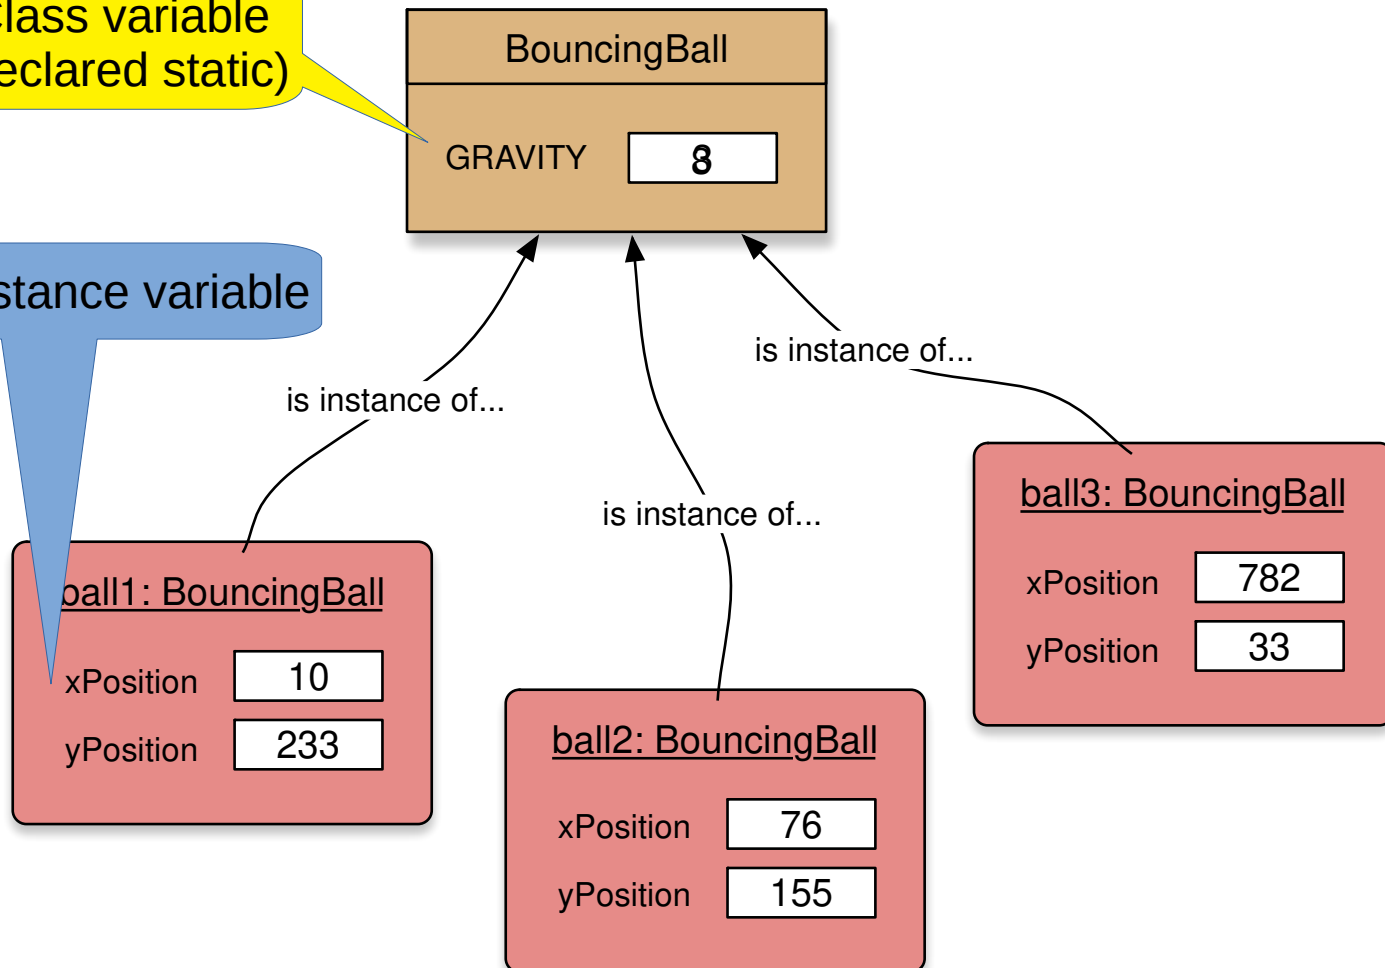 lass variable
eclared static)
BouncingBall
GRAVITY
stance variable
is instance of...
is instance of...
is instance of...
ball1: BouncingBall
xPosition 10
yPosition 233
ball2: BouncingBall
xPosition 76
yPosition 155
ball3: BouncingBall
xPosition 782
yPosition 33